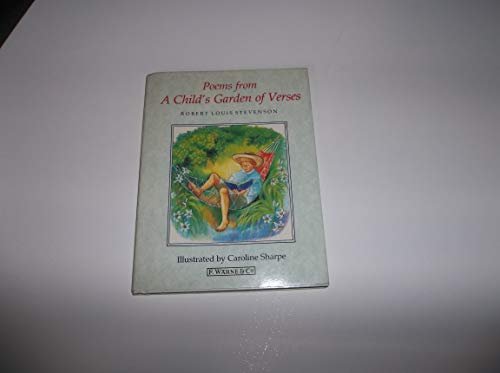 Poems from
A Child's Garden of Verses
ROBERT LOUIS STEVENSON
Illustrated by Caroline Sharpe
F. WARNE & Co